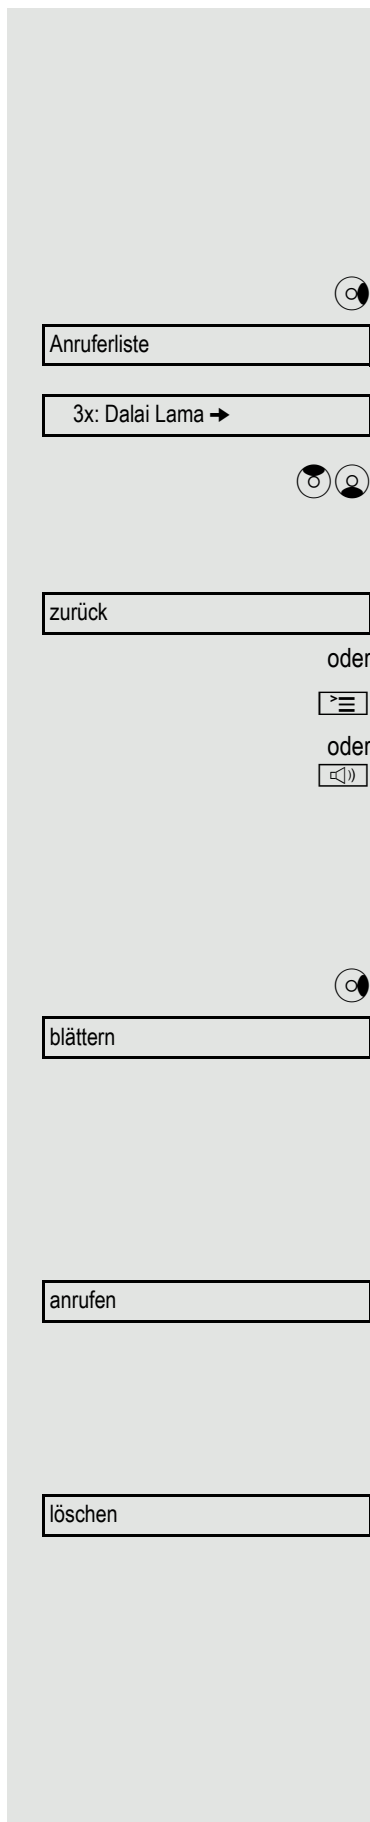 Anruferliste
3x: Dalai Lama ➜
zurück
oder
oder
blättern
anrufen
löschen